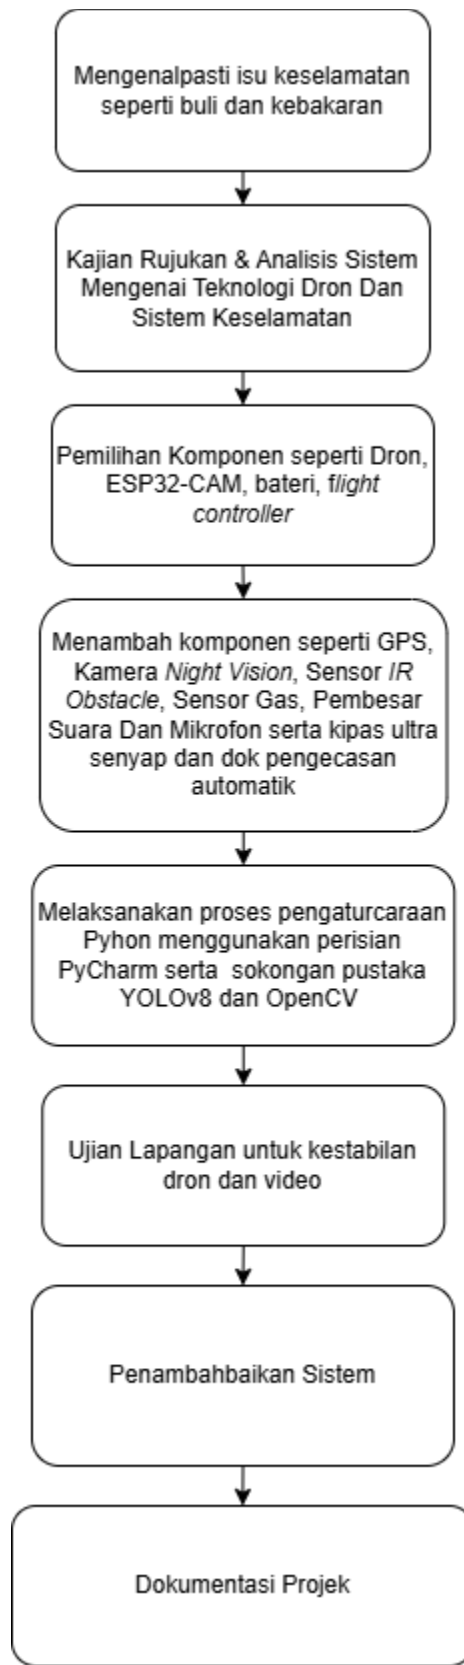 Mengenalpasti isu keselamatan
seperti buli dan kebakaran
Kajian Rujukan & Analisis Sistem
Mengenai Teknologi Dron Dan
Sistem Keselamatan
Pemilihan Komponen seperti Dron,
ESP32-CAM, bateri, flight
controller
Menambah komponen seperti GPS,
Kamera Night Vision, Sensor IR
Obstacle, Sensor Gas, Pembesar
Suara Dan Mikrofon serta kipas ultra
senyap dan dok pengecasan
automatik
Melaksanakan proses pengaturcaraan
Pyhon menggunakan perisian
PyCharm serta sokongan pustaka
YOLOv8 dan OpenCV
Ujian Lapangan untuk kestabilan
dron dan video
Penambahbaikan Sistem
Dokumentasi Projek